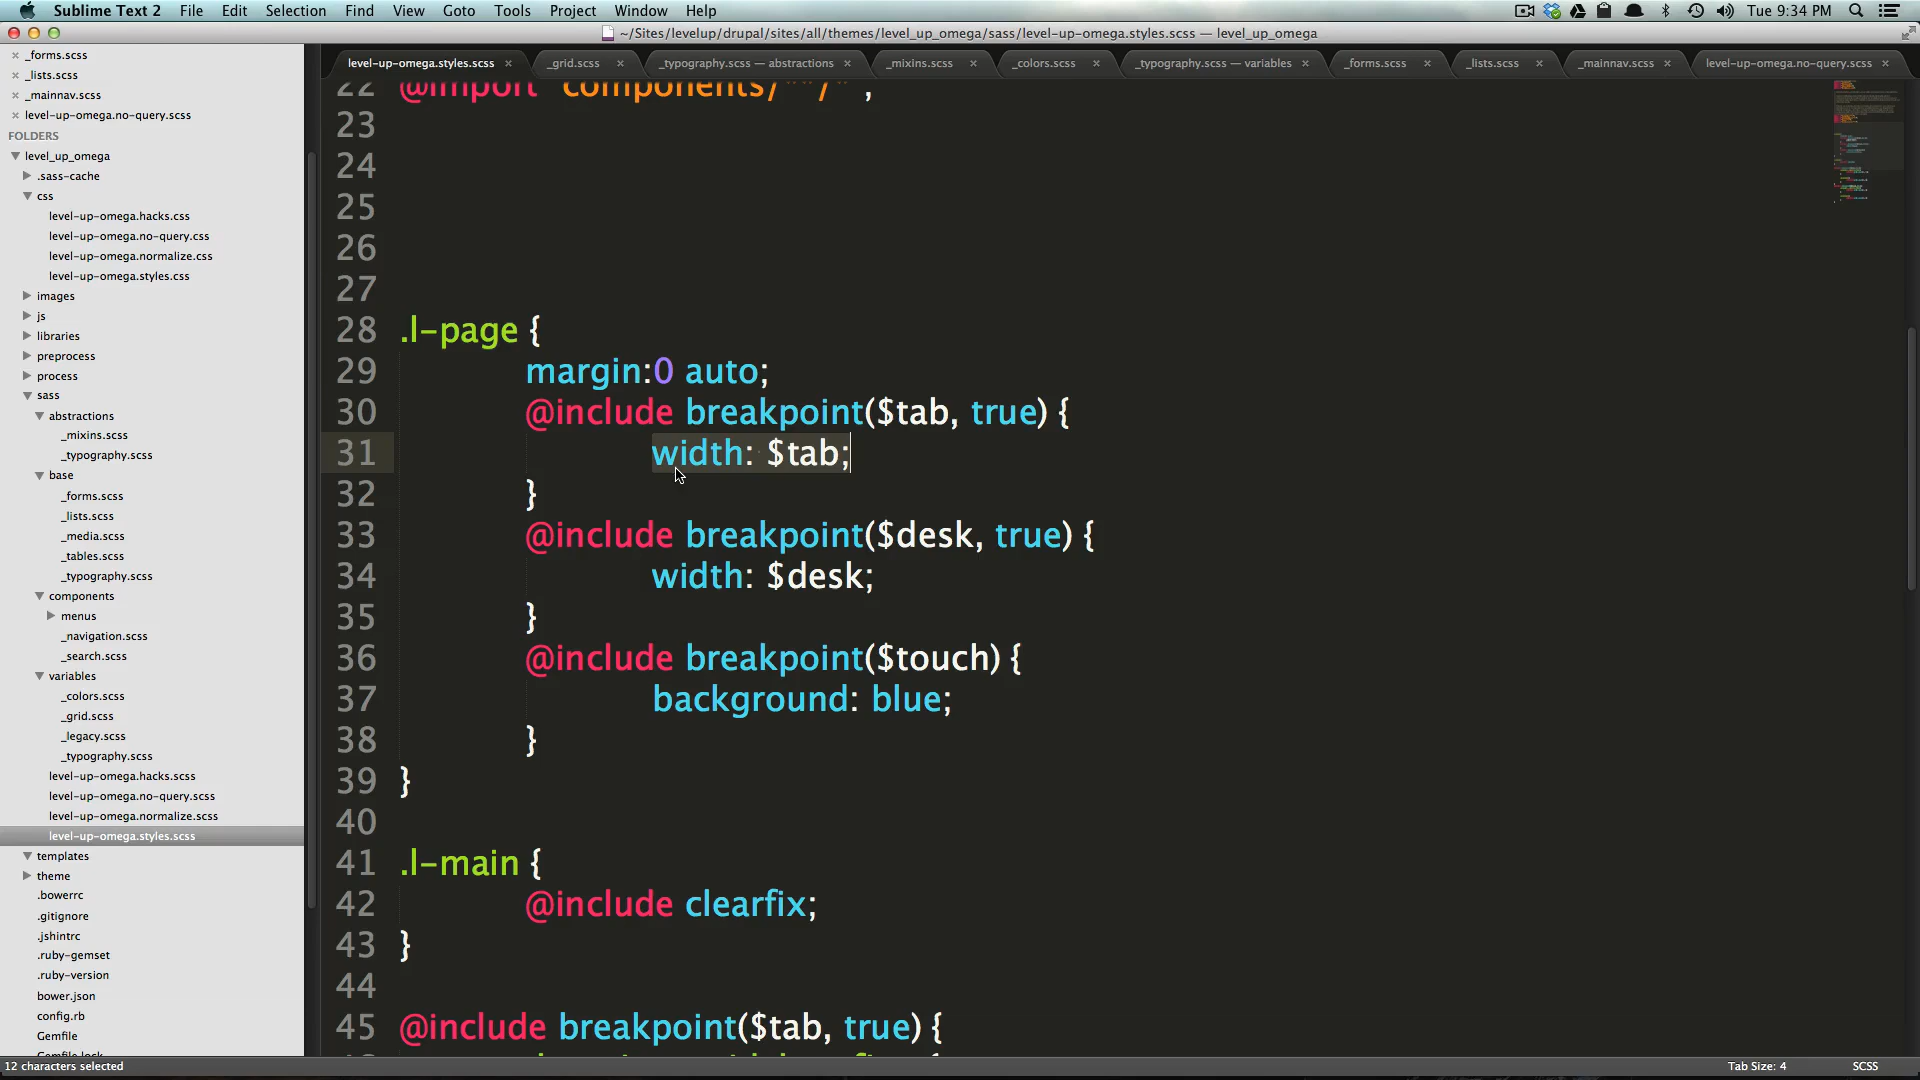 Sublime Text 2 File Edit Selection Find View Goto Tools Project Window Help Tue 9:34 PM
~/Sites/levelup/drupal/sites/all/themes/level_up_omega/sass/level-up-omega.styles.scss — level_up_omega
_forms.scss
_lists.scss
_mainnav.scss
level-up-omega.no-query.scss
FOLDERS
level_up_omega
.sass-cache
css
level-up-omega.hacks.css
level-up-omega.no-query.css
level-up-omega.normalize.css
level-up-omega.styles.css
images
js
libraries
preprocess
process
sass
abstractions
_mixins.scss
_typography.scss
base
_forms.scss
_lists.scss
_media.scss
_tables.scss
_typography.scss
components
menus
_navigation.scss
_search.scss
variables
_colors.scss
_grid.scss
_legacy.scss
_typography.scss
level-up-omega.hacks.scss
level-up-omega.no-query.scss
level-up-omega.normalize.scss
level-up-omega.styles.scss
templates
theme
.bowerrc
.gitignore
.jshintrc
.ruby-gemset
.ruby-version
bower.json
config.rb
Gemfile
Gemfile.lock
level-up-omega.styles.scss _grid.scss _typography.scss — abstractions _mixins.scss _colors.scss _typography.scss — variables _forms.scss _lists.scss _mainnav.scss level-up-omega.no-query.scss
22 @import "components/**/*";
23
24
25
26
27
28 .l-page {
29 margin:0 auto;
30 @include breakpoint($tab, true) {
31 width: $tab;
32 }
33 @include breakpoint($desk, true) {
34 width: $desk;
35 }
36 @include breakpoint($touch) {
37 background: blue;
38 }
39 }
40
41 .l-main {
42 @include clearfix;
43 }
44
45 @include breakpoint($tab, true) {
12 characters selected Tab Size: 4 SCSS